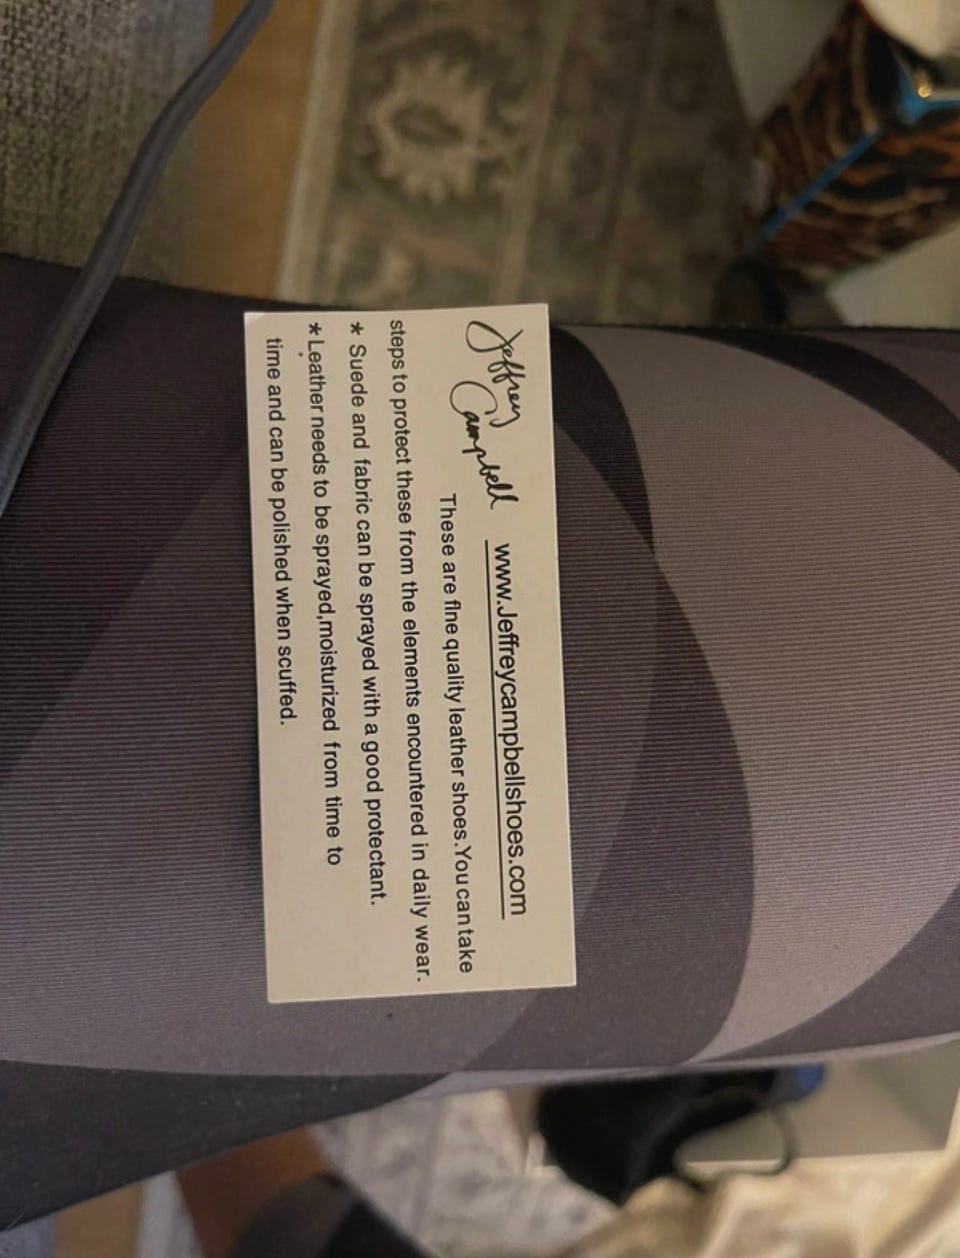 Jeffrey Campbell www.Jeffreycampbellshoes.com
These are fine quality leather shoes.You can take
steps to protect these from the elements encountered in daily wear.
* Suede and fabric can be sprayed with a good protectant.
* Leather needs to be sprayed,moisturized from time to
time and can be polished when scuffed.